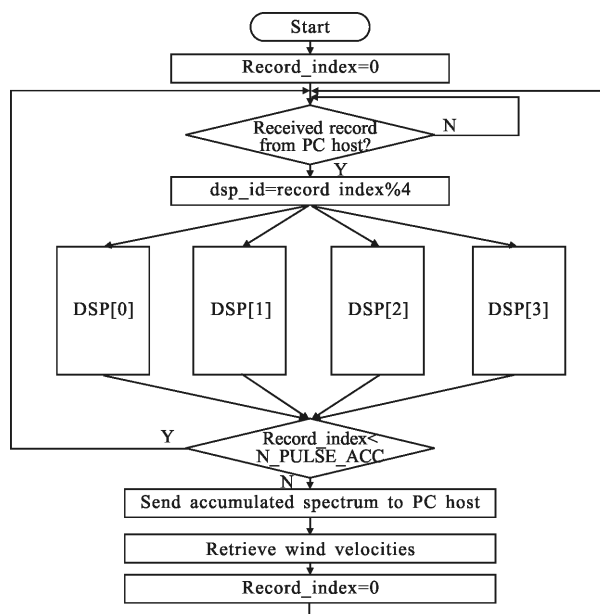 Start
Record_index=0
Received record
from PC host?
N
Y
dsp_id=record index%4
DSP[0]
DSP[1]
DSP[2]
DSP[3]
Y
Record_index<
N_PULSE_ACC
N
Send accumulated spectrum to PC host
Retrieve wind velocities
Record_index=0